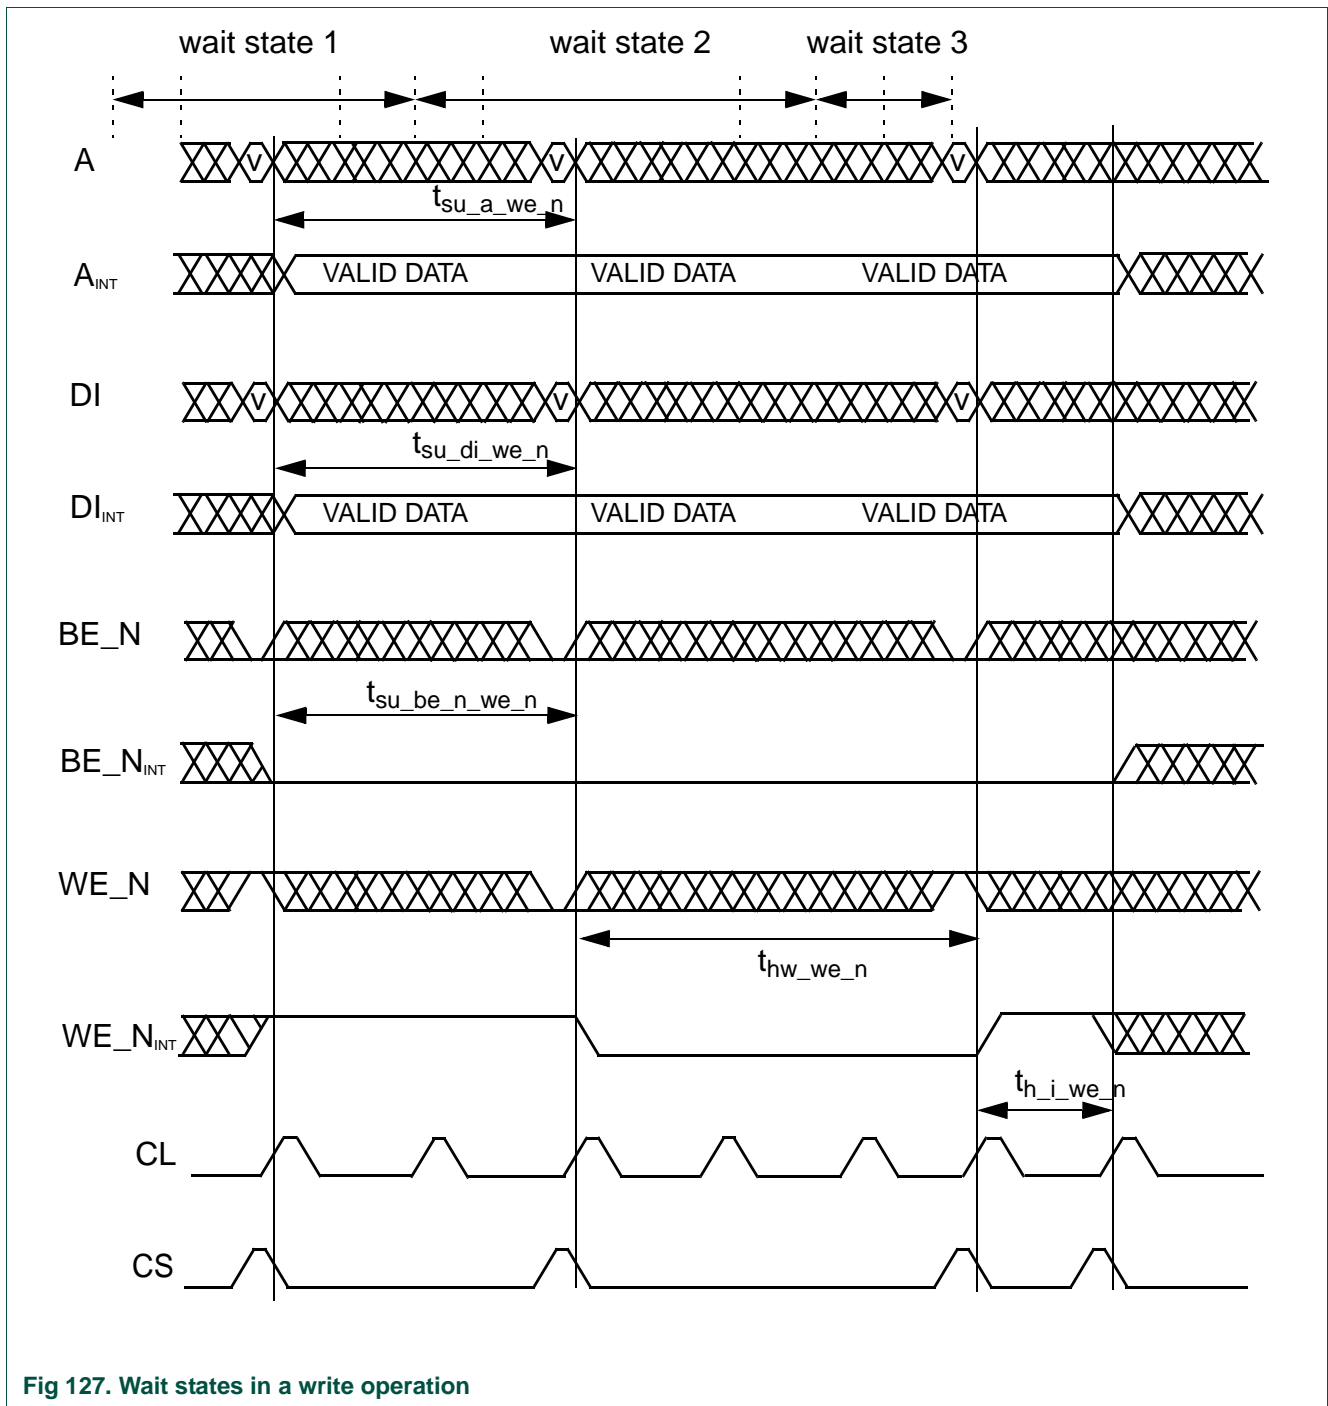 wait state 1 wait state 2 wait state 3
A v v v
t su_a_we_n
A INT VALID DATA VALID DATA VALID DATA
DI v v v
t su_di_we_n
DI INT VALID DATA VALID DATA VALID DATA
BE_N
t su_be_n_we_n
BE_N INT
WE_N
t hw_we_n
WE_N INT
t h_i_we_n
CL
CS
Fig 127. Wait states in a write operation